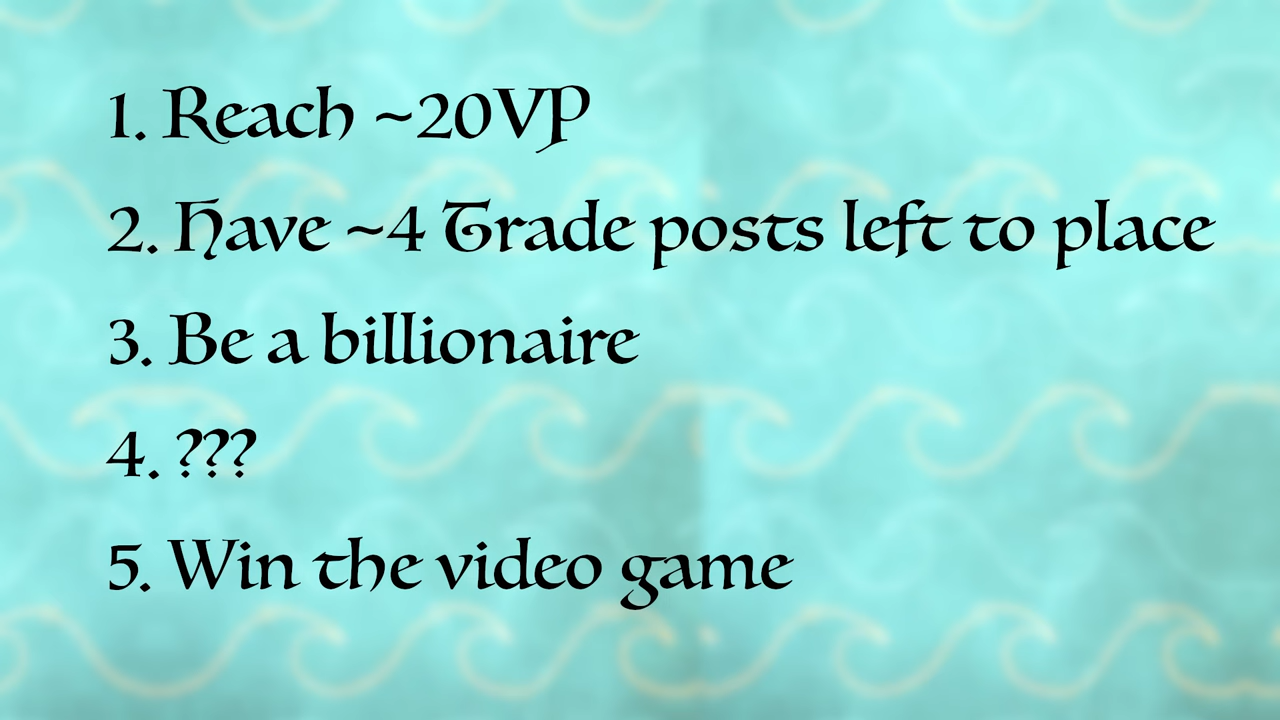 1. Reach ~20VP
2. Have ~4 Trade posts left to place
3. Be a billionaire
4. ???
5. Win the video game